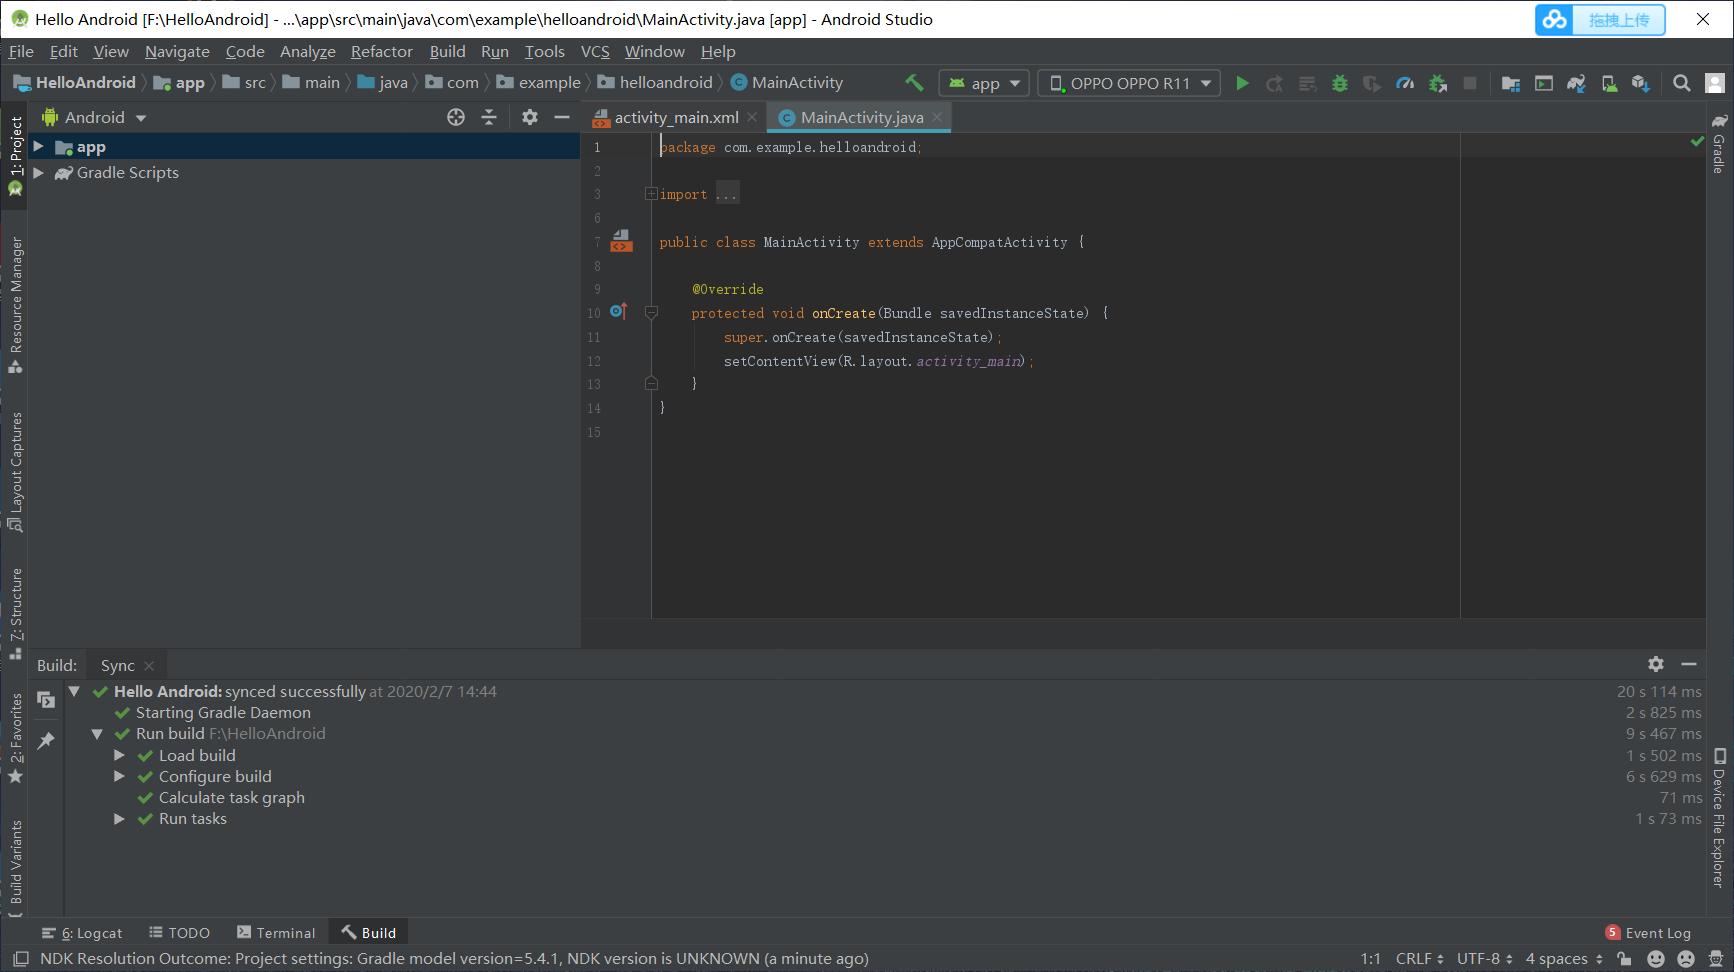 Hello Android [F:\HelloAndroid] - ...\app\src\main\java\com\example\helloandroid\MainActivity.java [app] - Android Studio
拖拽上传
File Edit View Navigate Code Analyze Refactor Build Run Tools VCS Window Help
HelloAndroid app src main java com example helloandroid MainActivity app OPPO OPPO R11
Android
activity_main.xml MainActivity.java
1: Project
Resource Manager
Layout Captures
7: Structure
2: Favorites
Build Variants
app
Gradle Scripts
1 package com.example.helloandroid;
2
3 import ...
6
7 public class MainActivity extends AppCompatActivity {
8
9 @Override
10 protected void onCreate(Bundle savedInstanceState) {
11 super.onCreate(savedInstanceState);
12 setContentView(R.layout.activity_main);
13 }
14 }
15
Gradle
Device File Explorer
Build: Sync
Hello Android: synced successfully at 2020/2/7 14:44 20 s 114 ms
Starting Gradle Daemon 2 s 825 ms
Run build F:\HelloAndroid 9 s 467 ms
Load build 1 s 502 ms
Configure build 6 s 629 ms
Calculate task graph 71 ms
Run tasks 1 s 73 ms
6: Logcat TODO Terminal Build 5 Event Log
NDK Resolution Outcome: Project settings: Gradle model version=5.4.1, NDK version is UNKNOWN (a minute ago) 1:1 CRLF UTF-8 4 spaces